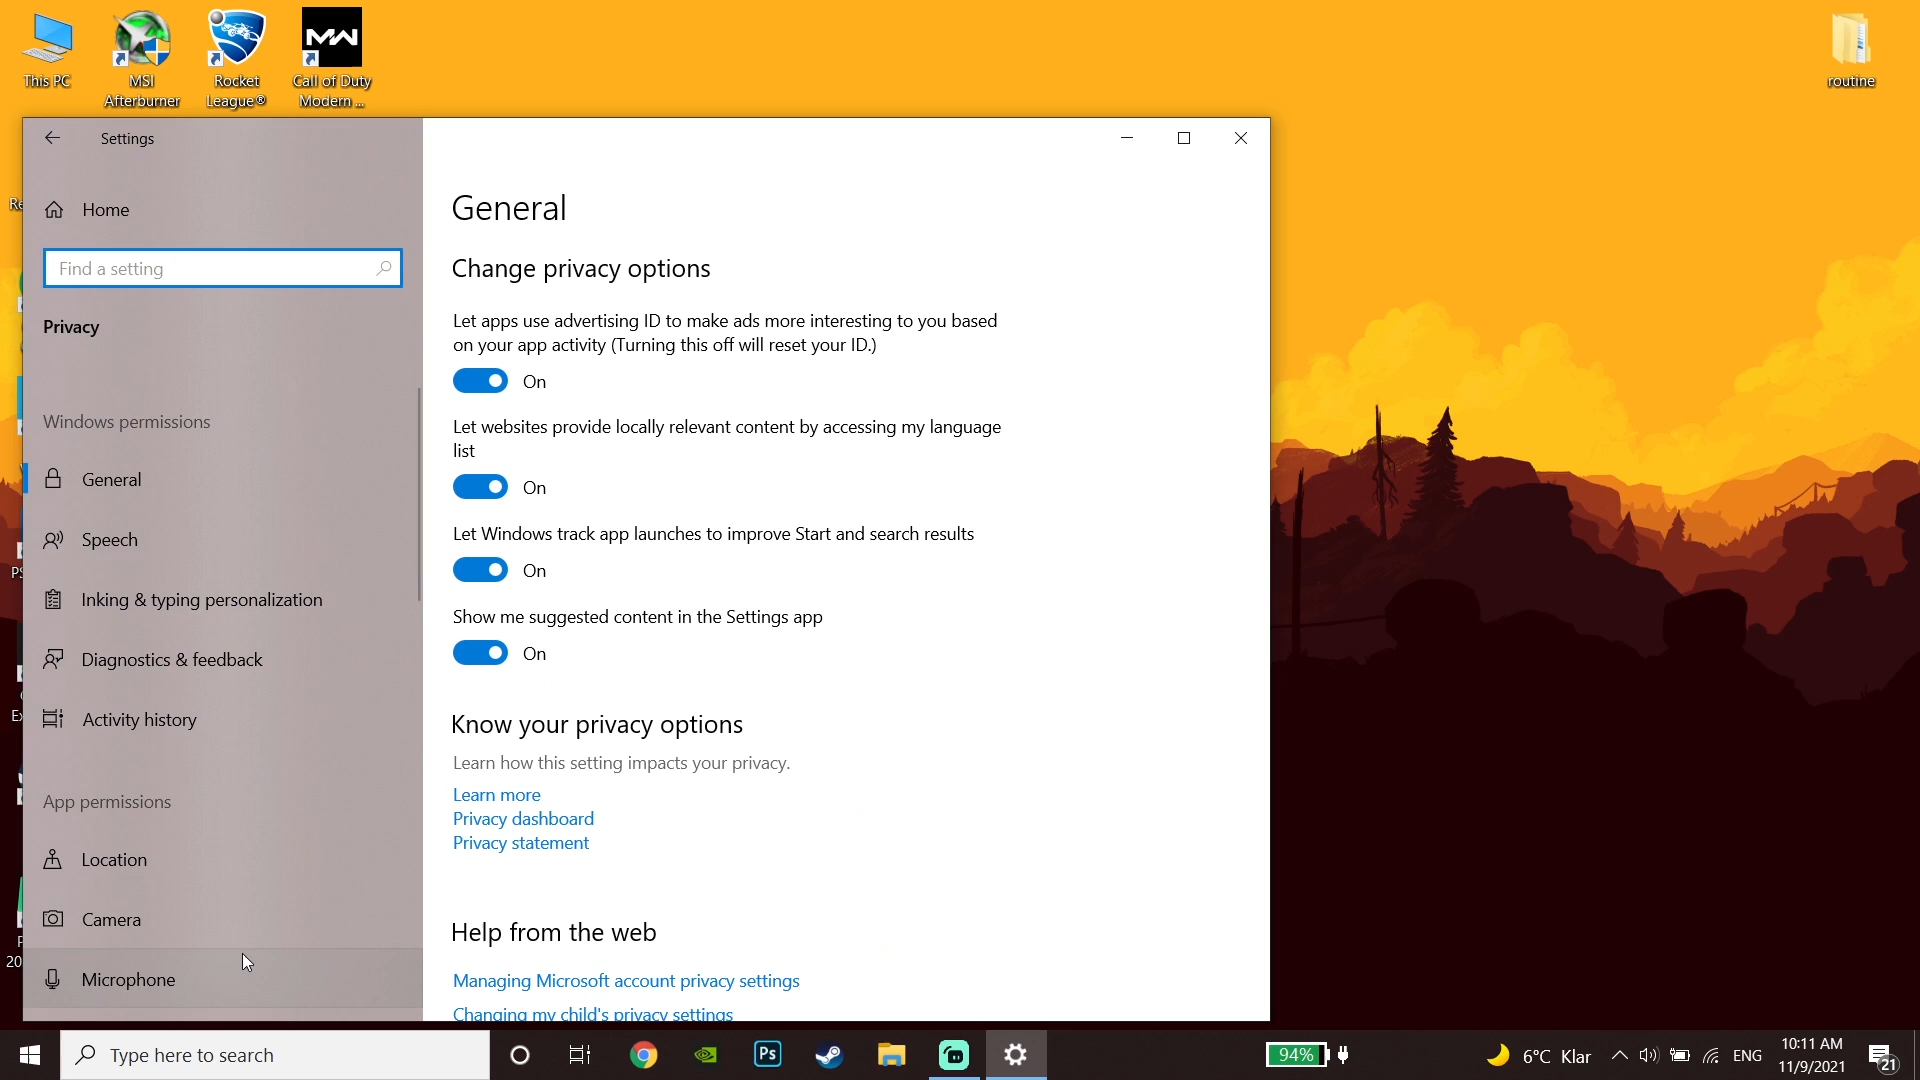 This PC
MSI
Afterburner
Rocket
League®
Call of Duty
Modern ...
routine
Settings
Home
Find a setting
Privacy
Windows permissions
General
Speech
Inking & typing personalization
Diagnostics & feedback
Activity history
App permissions
Location
Camera
Microphone
General
Change privacy options
Let apps use advertising ID to make ads more interesting to you based
on your app activity (Turning this off will reset your ID.)
On
Let websites provide locally relevant content by accessing my language
list
On
Let Windows track app launches to improve Start and search results
On
Show me suggested content in the Settings app
On
Know your privacy options
Learn how this setting impacts your privacy.
Learn more
Privacy dashboard
Privacy statement
Help from the web
Managing Microsoft account privacy settings
Changing my child's privacy settings
Re
PS
Ex
20
Type here to search
Ps
94%
6°C Klar
ENG
10:11 AM
11/9/2021
21